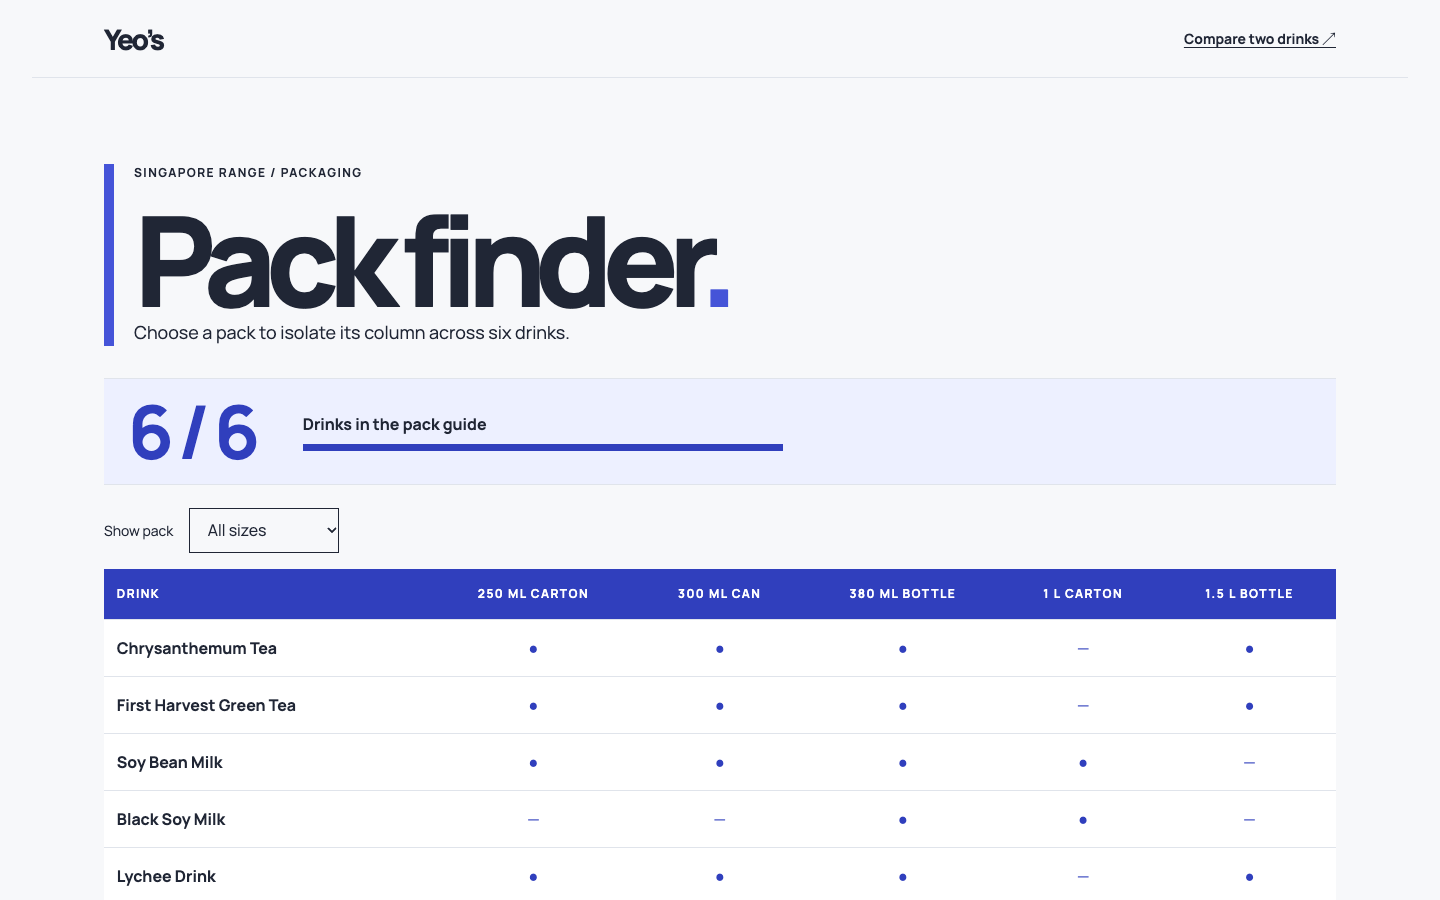 Yeo's
Compare two drinks ↗
SINGAPORE RANGE / PACKAGING
Pack finder.
Choose a pack to isolate its column across six drinks.
6/6
Drinks in the pack guide
Show pack
All sizes
DRINK 250 ML CARTON 300 ML CAN 380 ML BOTTLE 1 L CARTON 1.5 L BOTTLE
Chrysanthemum Tea ● ● ● — ●
First Harvest Green Tea ● ● ● — ●
Soy Bean Milk ● ● ● ● —
Black Soy Milk — — ● ● —
Lychee Drink ● ● ● — ●